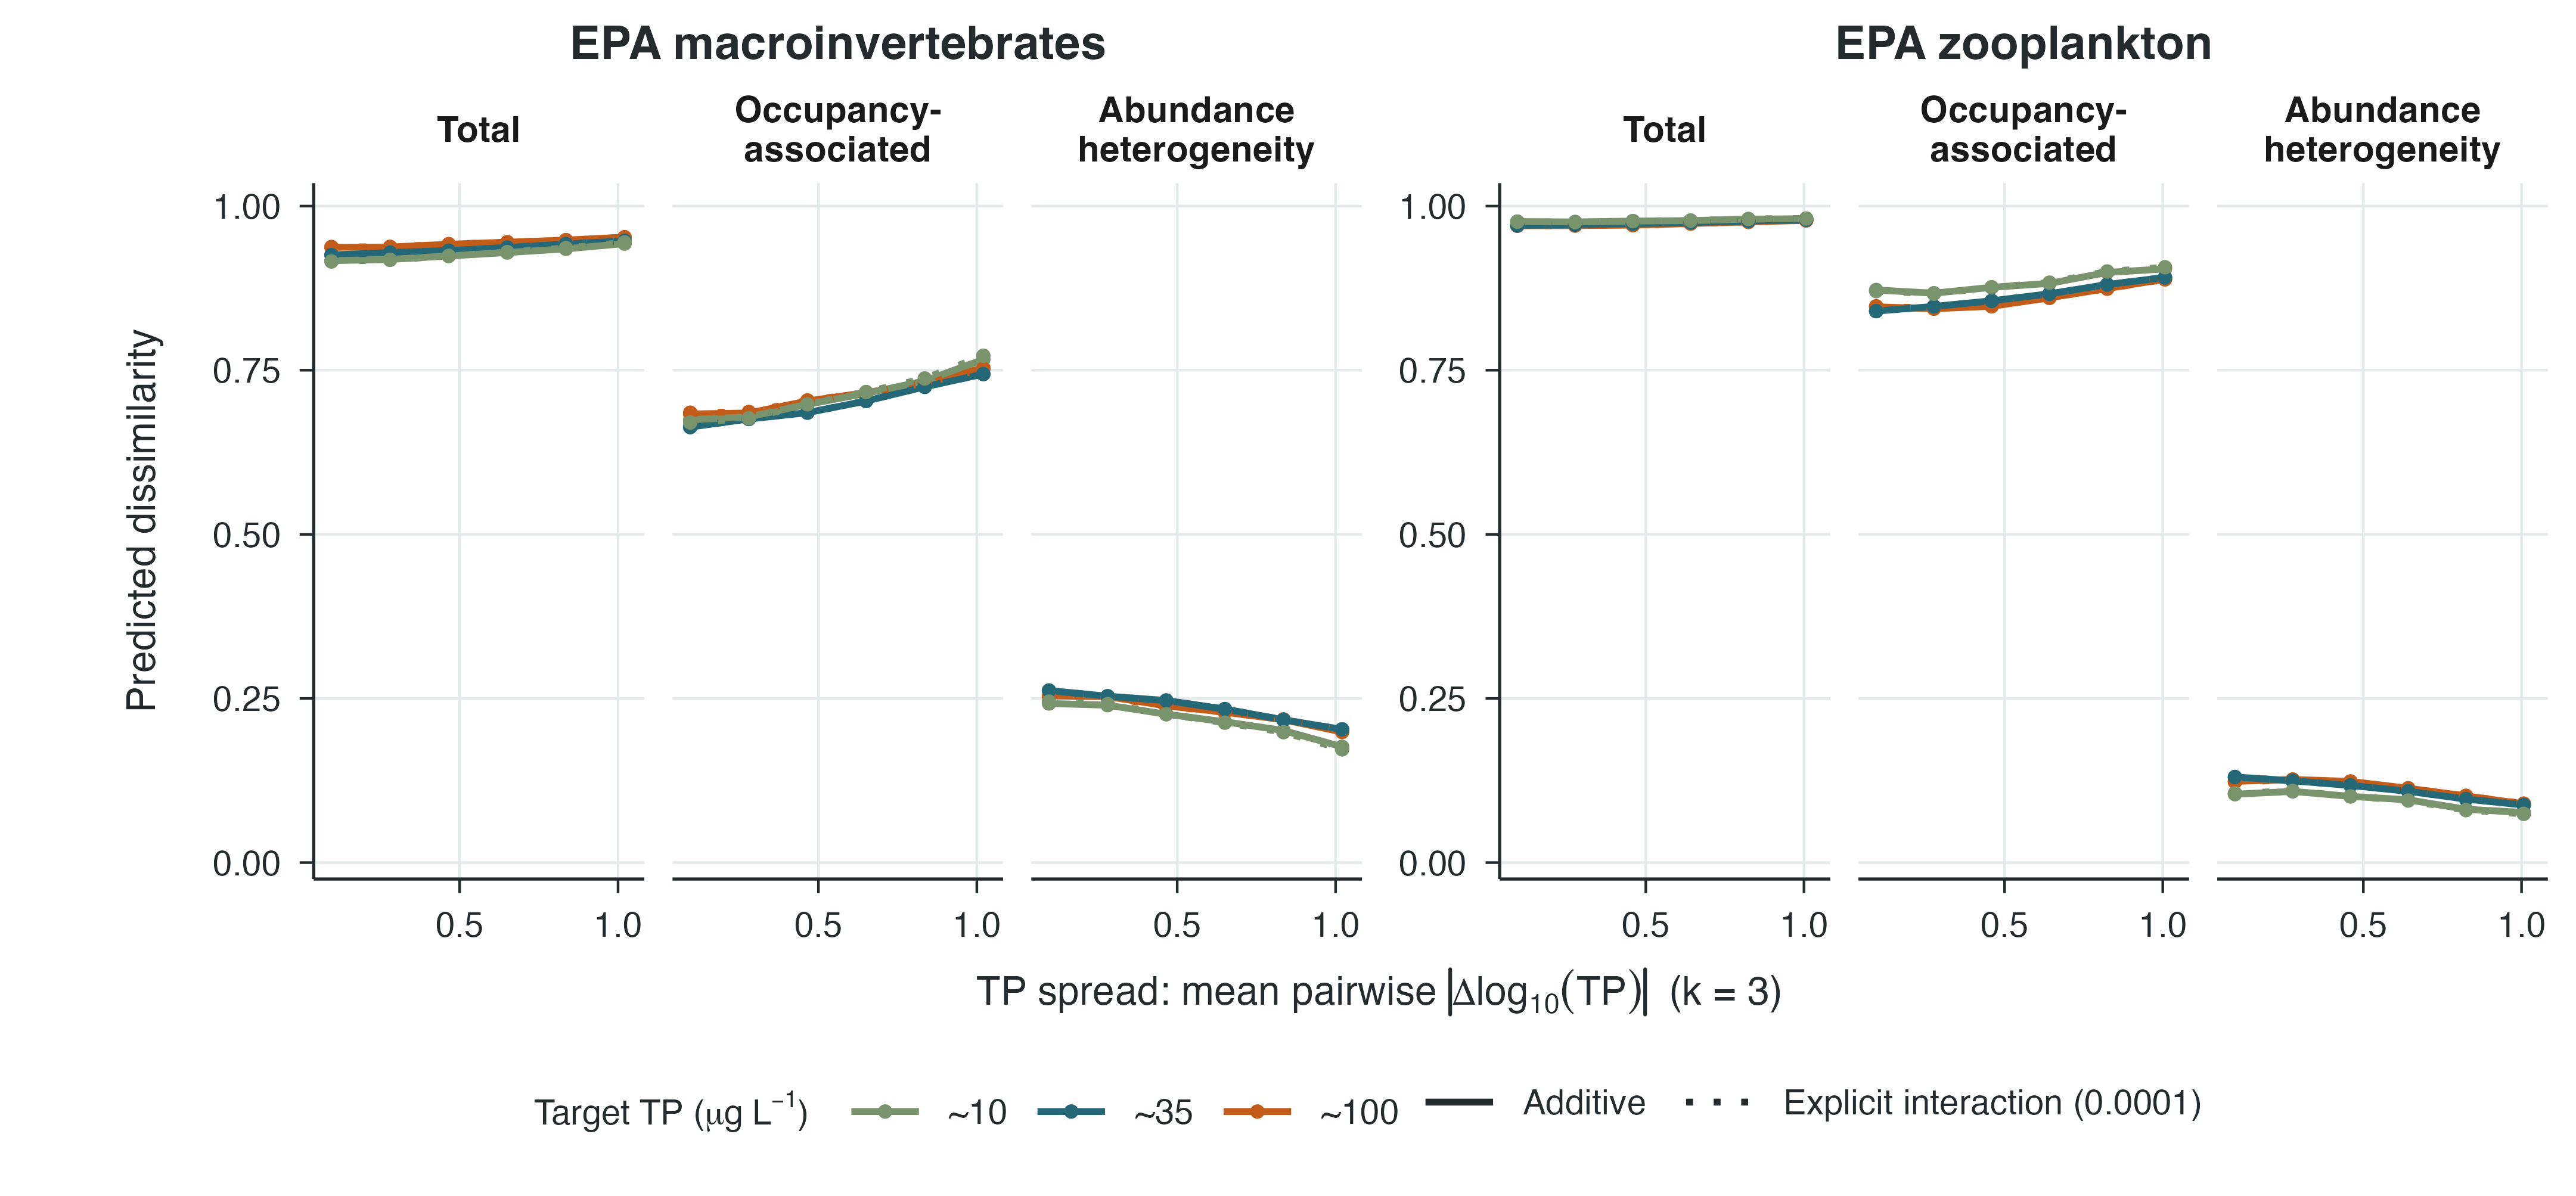 EPA macroinvertebrates
EPA zooplankton
Total
Occupancy-
associated
Abundance
heterogeneity
Total
Occupancy-
associated
Abundance
heterogeneity
Predicted dissimilarity
1.00
0.75
0.50
0.25
0.00
1.00
0.75
0.50
0.25
0.00
0.5 1.0
0.5 1.0
0.5 1.0
0.5 1.0
0.5 1.0
0.5 1.0
TP spread: mean pairwise |Δlog₁₀(TP)| (k = 3)
Target TP (μg L⁻¹) ~10 ~35 ~100 Additive Explicit interaction (0.0001)